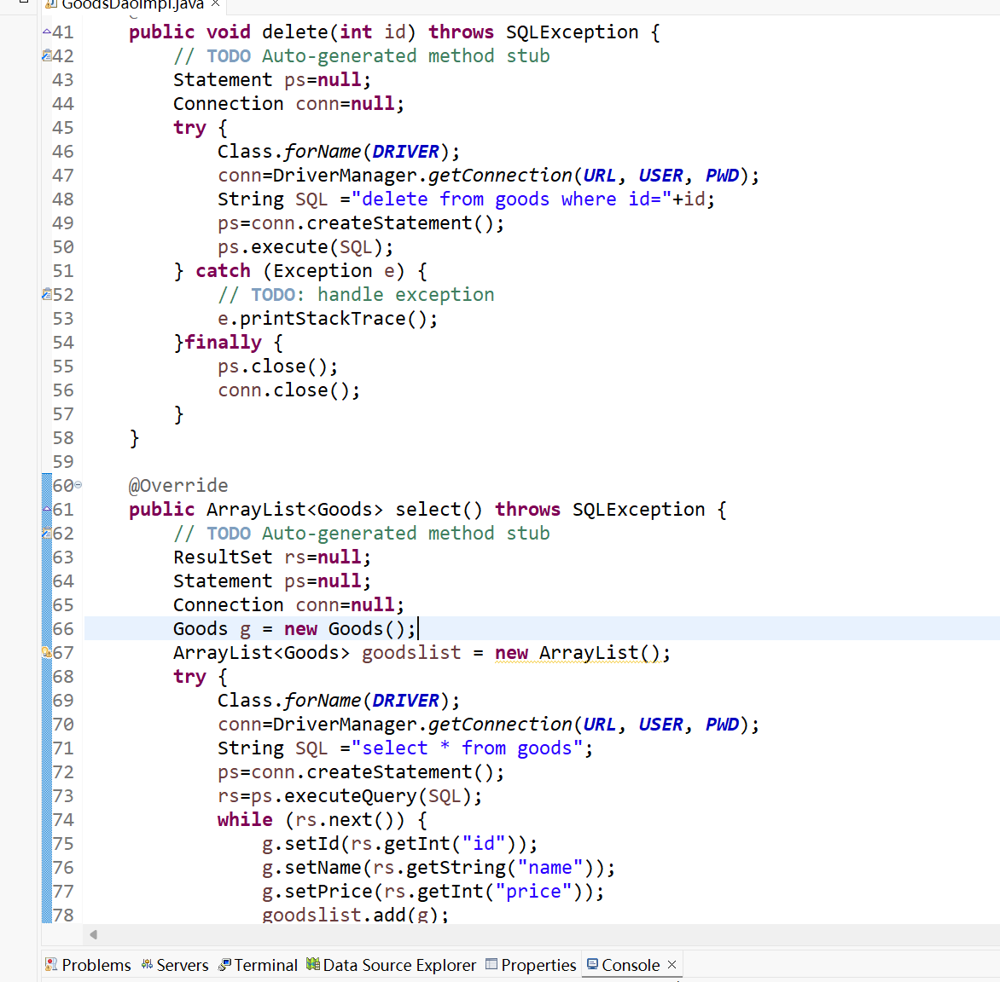 GoodsDaoImpl.java ×
41 public void delete(int id) throws SQLException {
42 // TODO Auto-generated method stub
43 Statement ps=null;
44 Connection conn=null;
45 try {
46 Class.forName(DRIVER);
47 conn=DriverManager.getConnection(URL, USER, PWD);
48 String SQL ="delete from goods where id="+id;
49 ps=conn.createStatement();
50 ps.execute(SQL);
51 } catch (Exception e) {
52 // TODO: handle exception
53 e.printStackTrace();
54 }finally {
55 ps.close();
56 conn.close();
57 }
58 }
59
60 @Override
61 public ArrayList<Goods> select() throws SQLException {
62 // TODO Auto-generated method stub
63 ResultSet rs=null;
64 Statement ps=null;
65 Connection conn=null;
66 Goods g = new Goods();
67 ArrayList<Goods> goodslist = new ArrayList();
68 try {
69 Class.forName(DRIVER);
70 conn=DriverManager.getConnection(URL, USER, PWD);
71 String SQL ="select * from goods";
72 ps=conn.createStatement();
73 rs=ps.executeQuery(SQL);
74 while (rs.next()) {
75 g.setId(rs.getInt("id"));
76 g.setName(rs.getString("name"));
77 g.setPrice(rs.getInt("price"));
78 goodslist.add(g);
Problems Servers Terminal Data Source Explorer Properties Console ×